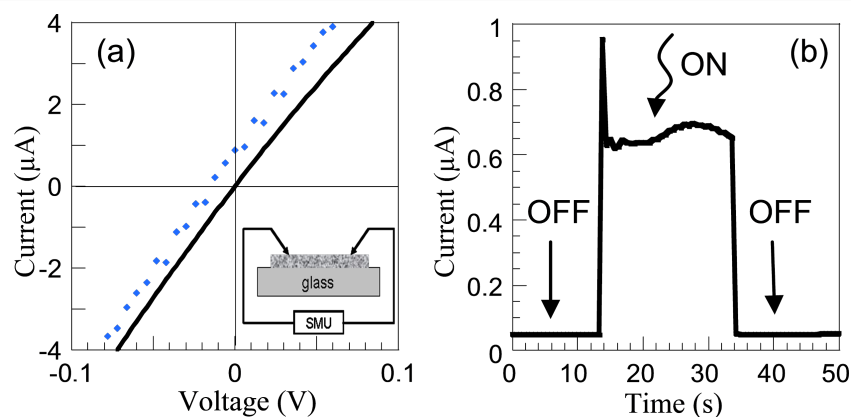 (a)
4
2
0
-2
-4
Current (µA)
-0.1
0
0.1
Voltage (V)
glass
SMU
(b)
1
0.8
0.6
0.4
0.2
0
Current (µA)
OFF
ON
OFF
0
10
20
30
40
50
Time (s)